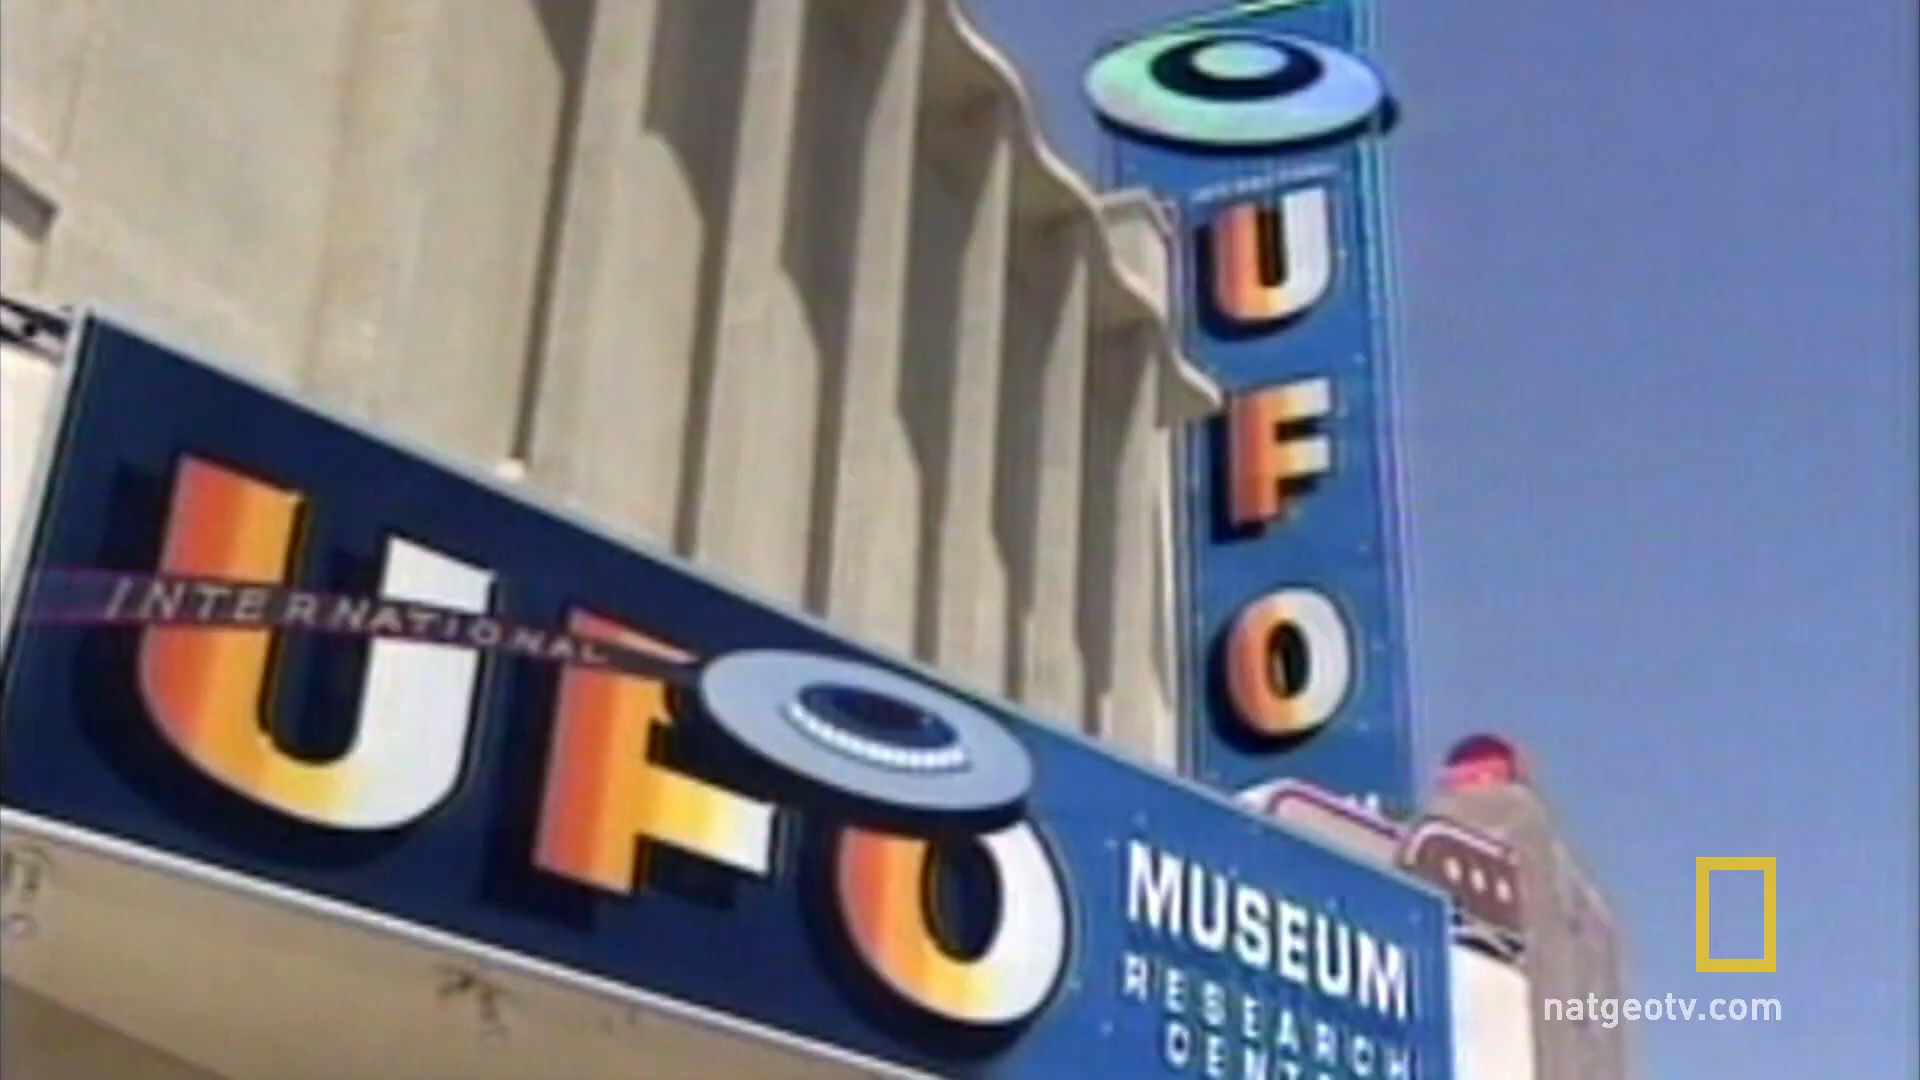 UFO
INTERNATIONAL
UFO
MUSEUM
RESEARCH
natgeotv.com